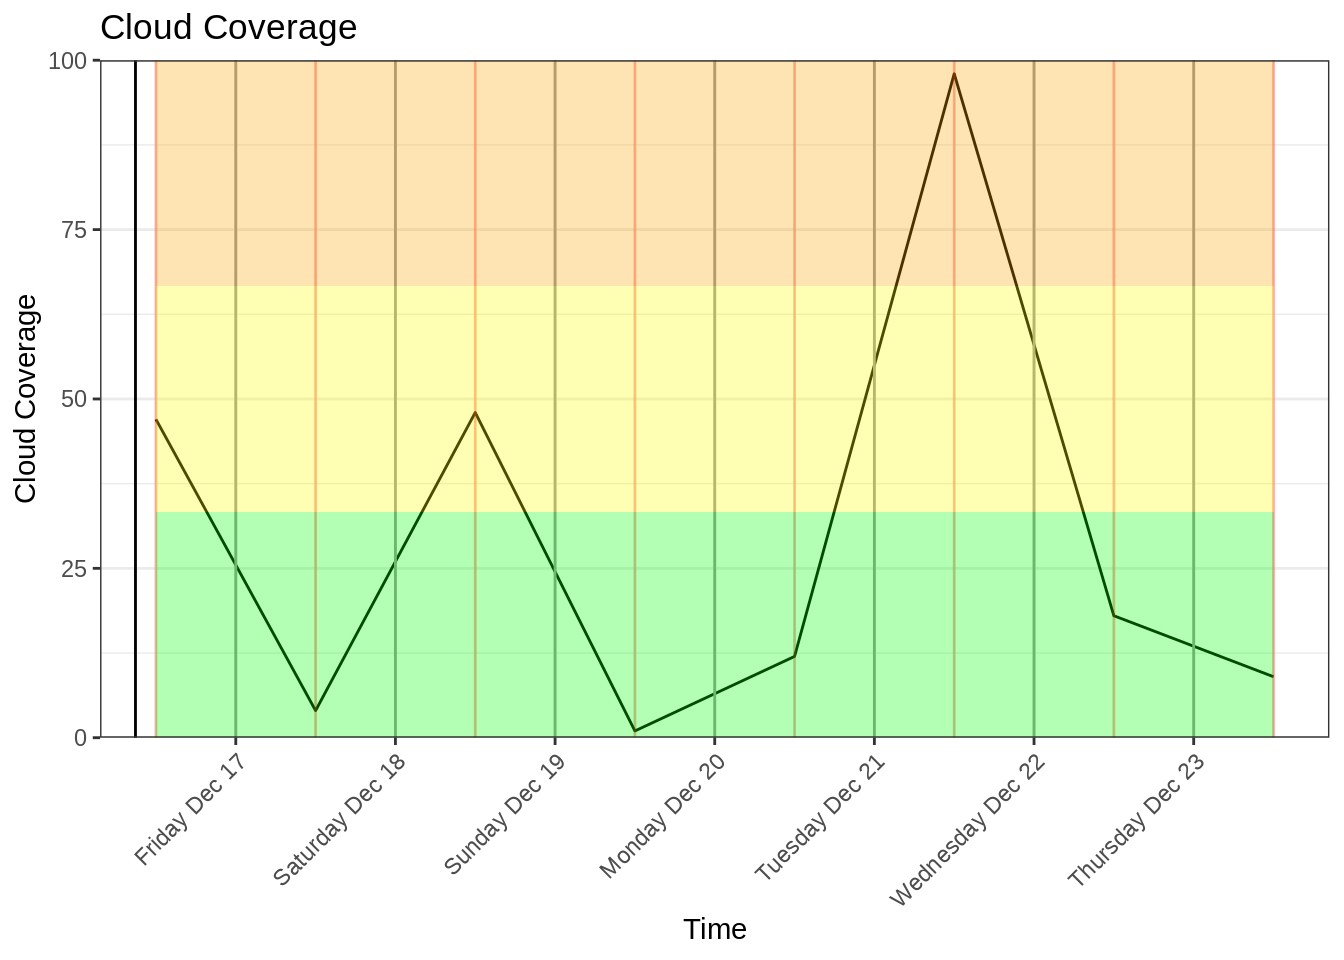 Cloud Coverage
Cloud Coverage
100
75
50
25
0
Friday Dec 17
Saturday Dec 18
Sunday Dec 19
Monday Dec 20
Tuesday Dec 21
Wednesday Dec 22
Thursday Dec 23
Time